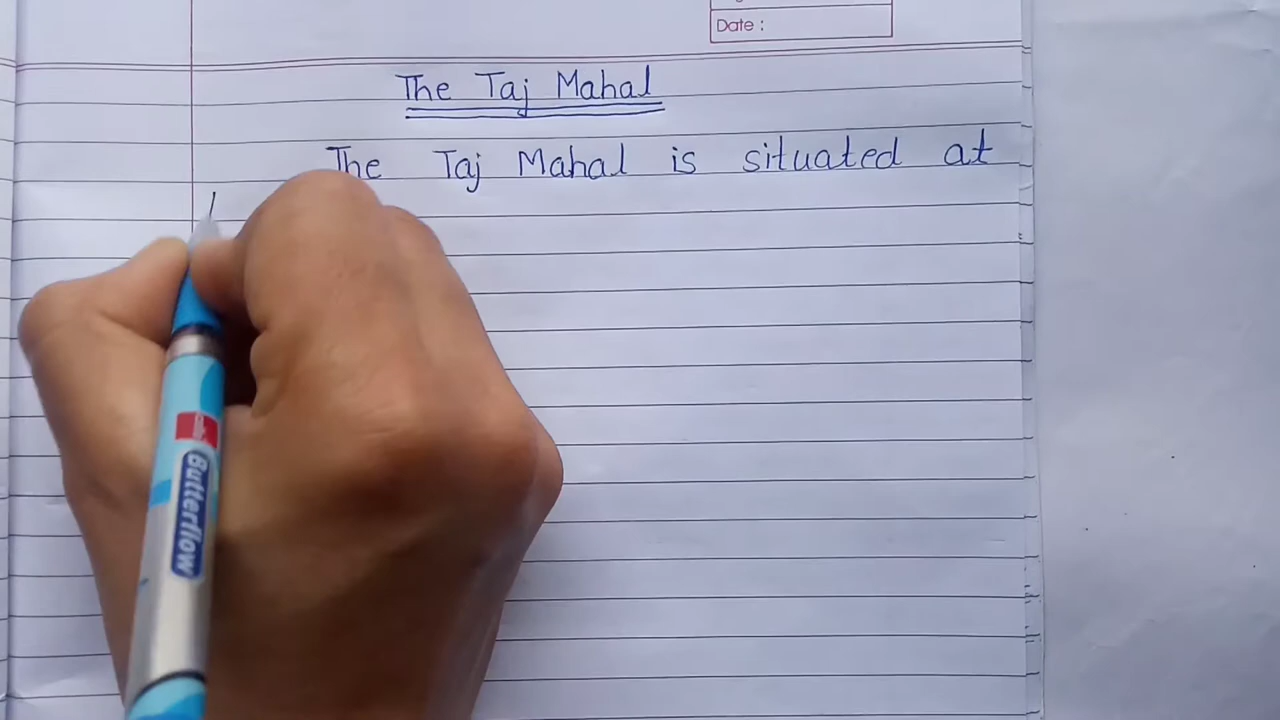 Date :
The Taj Mahal
The Taj Mahal is situated at
Butterflow